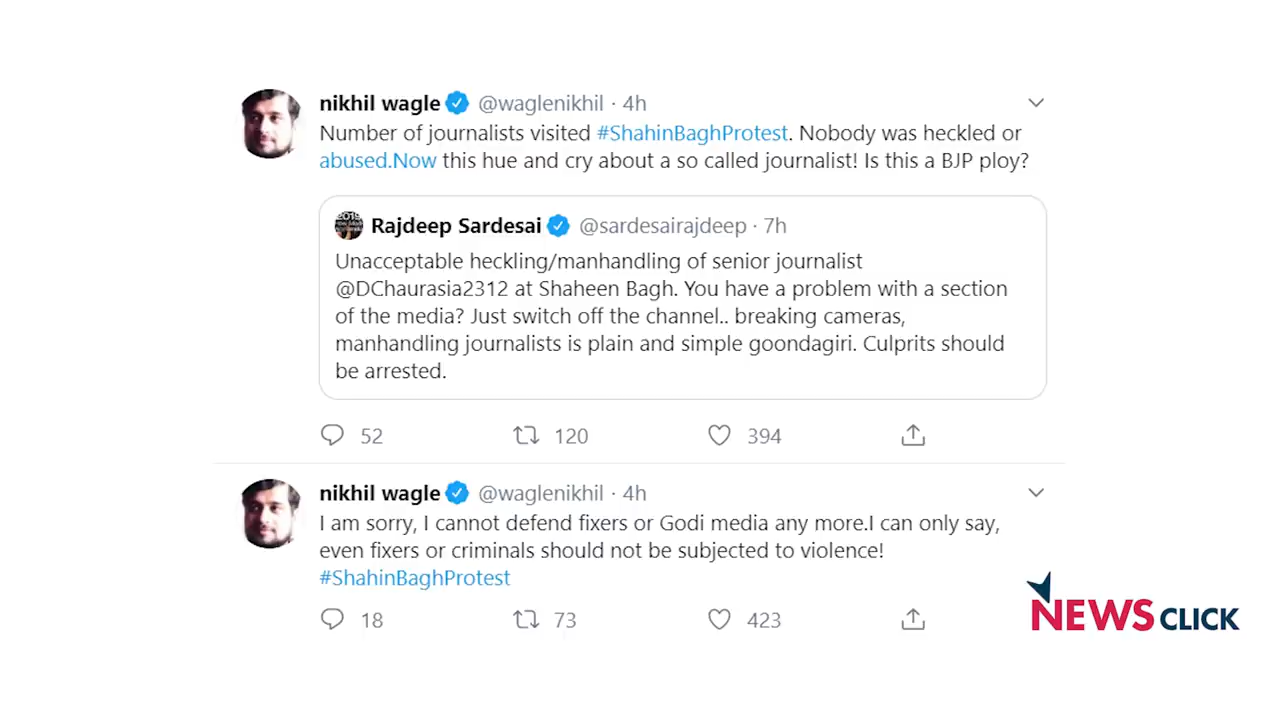 nikhil wagle @waglenikhil · 4h
Number of journalists visited #ShahinBaghProtest. Nobody was heckled or
abused.Now this hue and cry about a so called journalist! Is this a BJP ploy?
Rajdeep Sardesai @sardesairajdeep · 7h
Unacceptable heckling/manhandling of senior journalist
@DChaurasia2312 at Shaheen Bagh. You have a problem with a section
of the media? Just switch off the channel.. breaking cameras,
manhandling journalists is plain and simple goondagiri. Culprits should
be arrested.
52 120 394
nikhil wagle @waglenikhil · 4h
I am sorry, I cannot defend fixers or Godi media any more.I can only say,
even fixers or criminals should not be subjected to violence!
#ShahinBaghProtest
18 73 423
NEWSCLICK